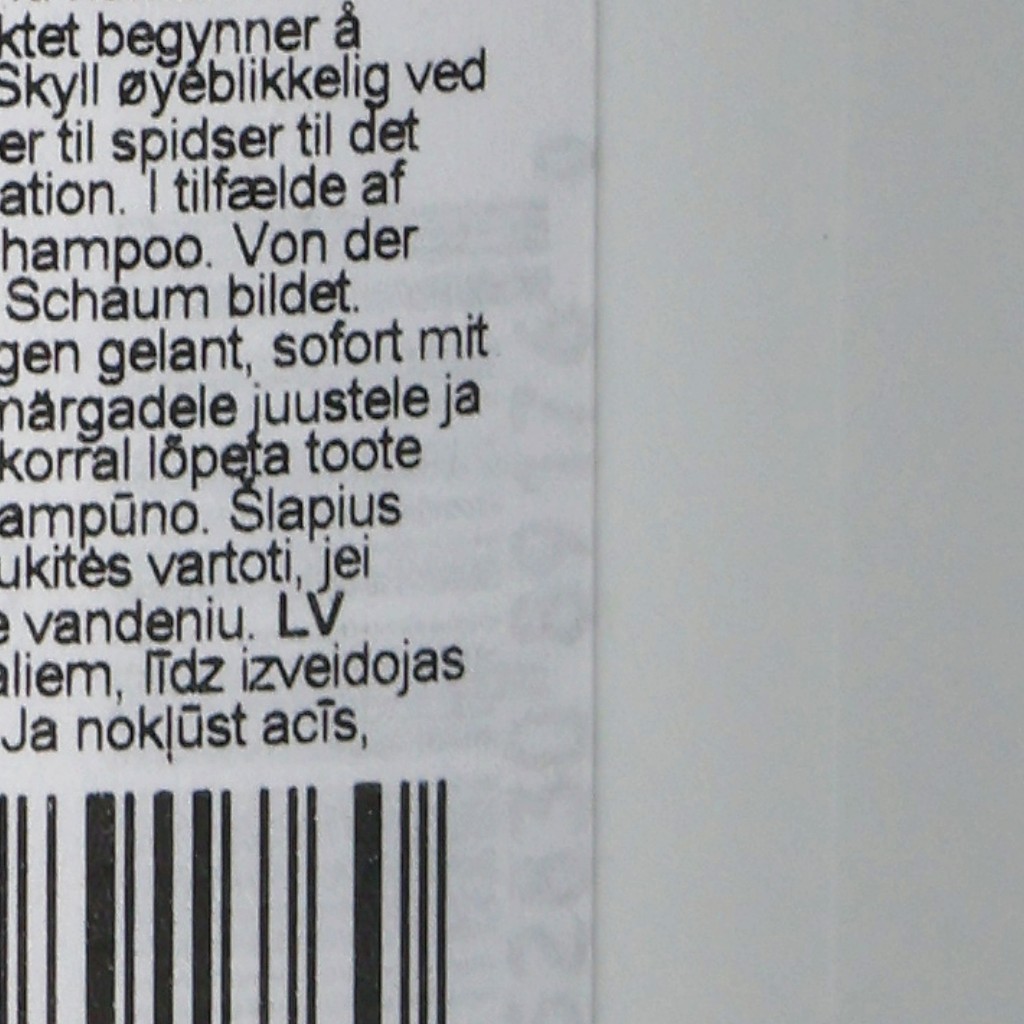 ktet begynner å
Skyll øyeblikkelig ved
er til spidser til det
ation. I tilfælde af
hampoo. Von der
Schaum bildet.
gen gelant, sofort mit
märgadele juustele ja
korral lõpeta toote
ampūno. Šlapius
ukitės vartoti, jei
e vandeniu. LV
aliem, līdz izveidojas
Ja nokļūst acīs,